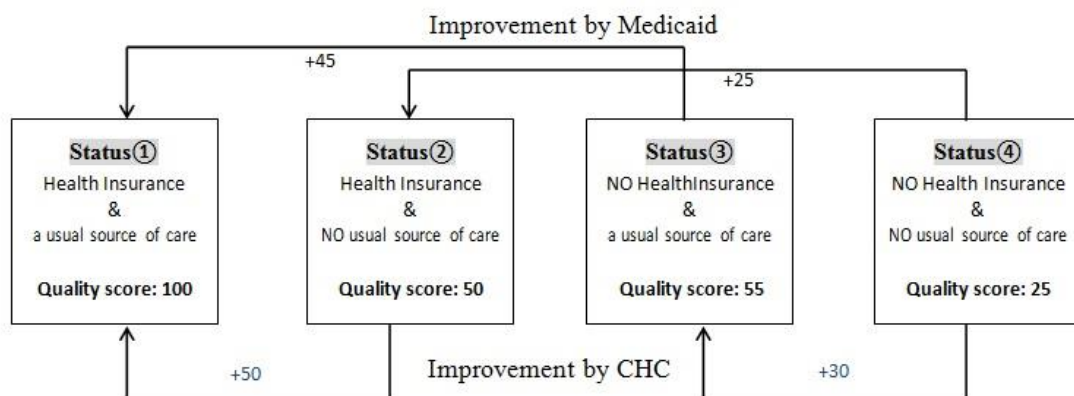 Improvement by Medicaid
+45
+25
Status①
Health Insurance
&
a usual source of care
Quality score: 100
Status②
Health Insurance
&
NO usual source of care
Quality score: 50
Status③
NO HealthInsurance
&
a usual source of care
Quality score: 55
Status④
NO Health Insurance
&
NO usual source of care
Quality score: 25
+50
Improvement by CHC
+30